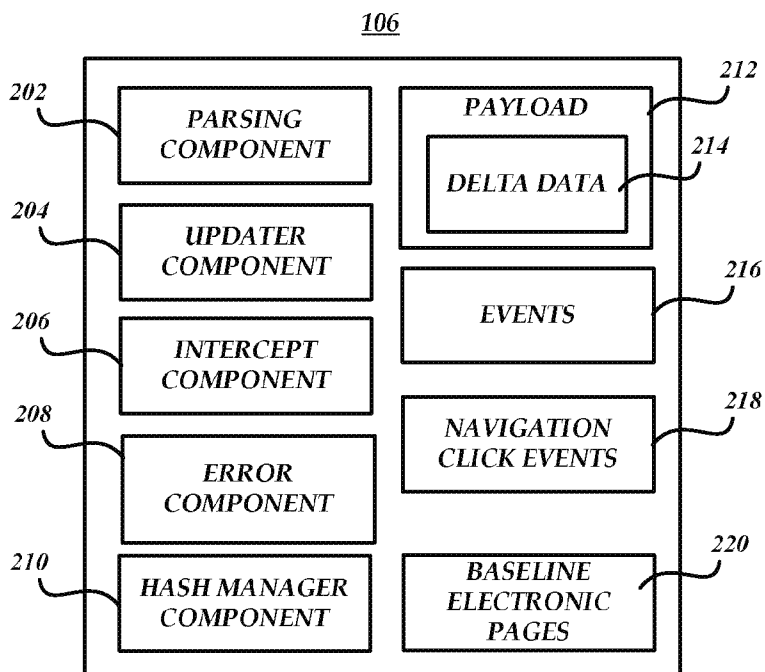 106
202
PARSING
COMPONENT
204
UPDATER
COMPONENT
206
INTERCEPT
COMPONENT
208
ERROR
COMPONENT
210
HASH MANAGER
COMPONENT
212
PAYLOAD
214
DELTA DATA
216
EVENTS
218
NAVIGATION
CLICK EVENTS
220
BASELINE
ELECTRONIC
PAGES